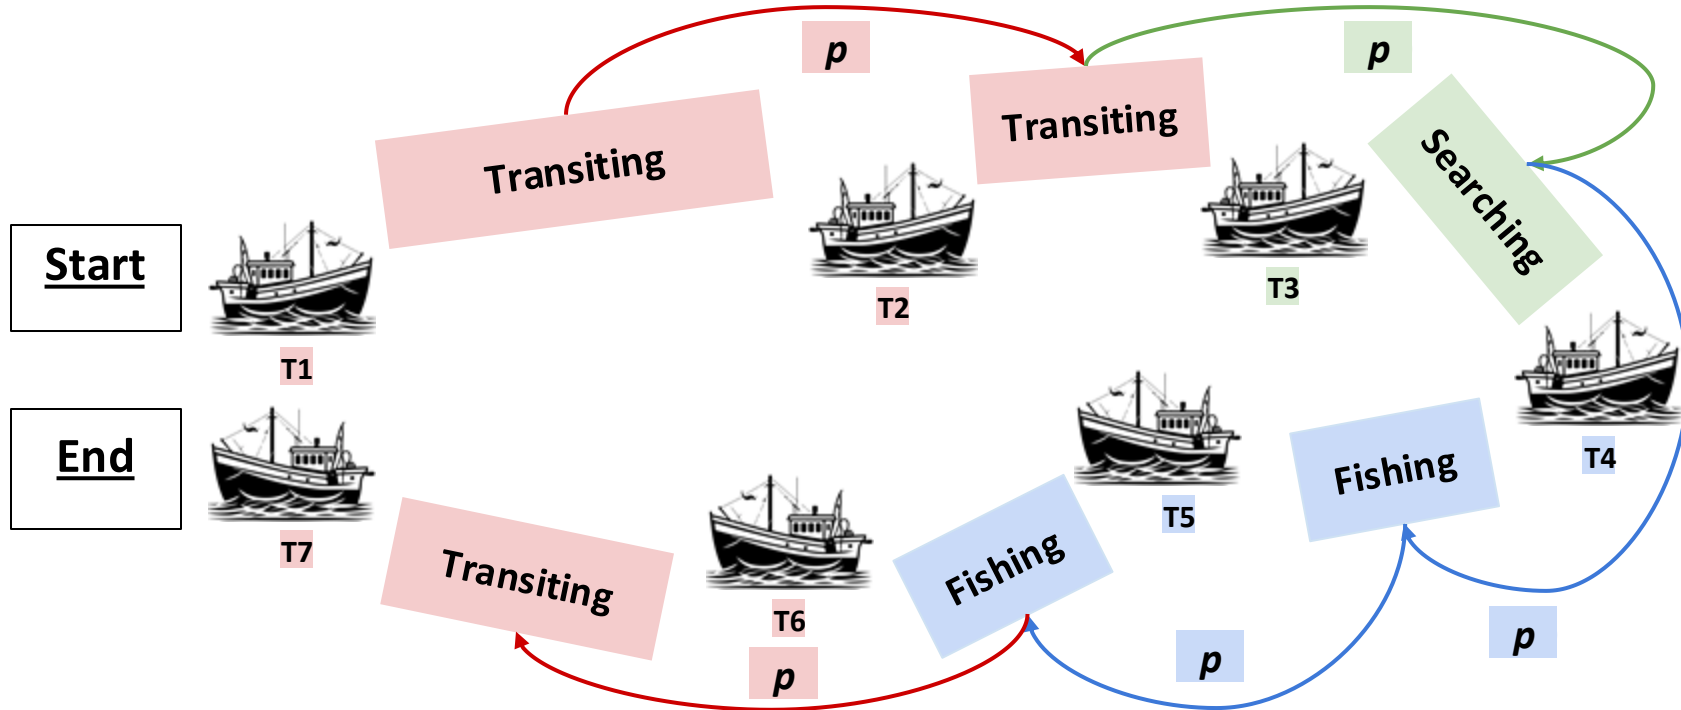 p
p
Transiting
Transiting
Searching
Start
T1
T2
T3
T4
End
T7
Transiting
T6
p
Fishing
T5
p
Fishing
p